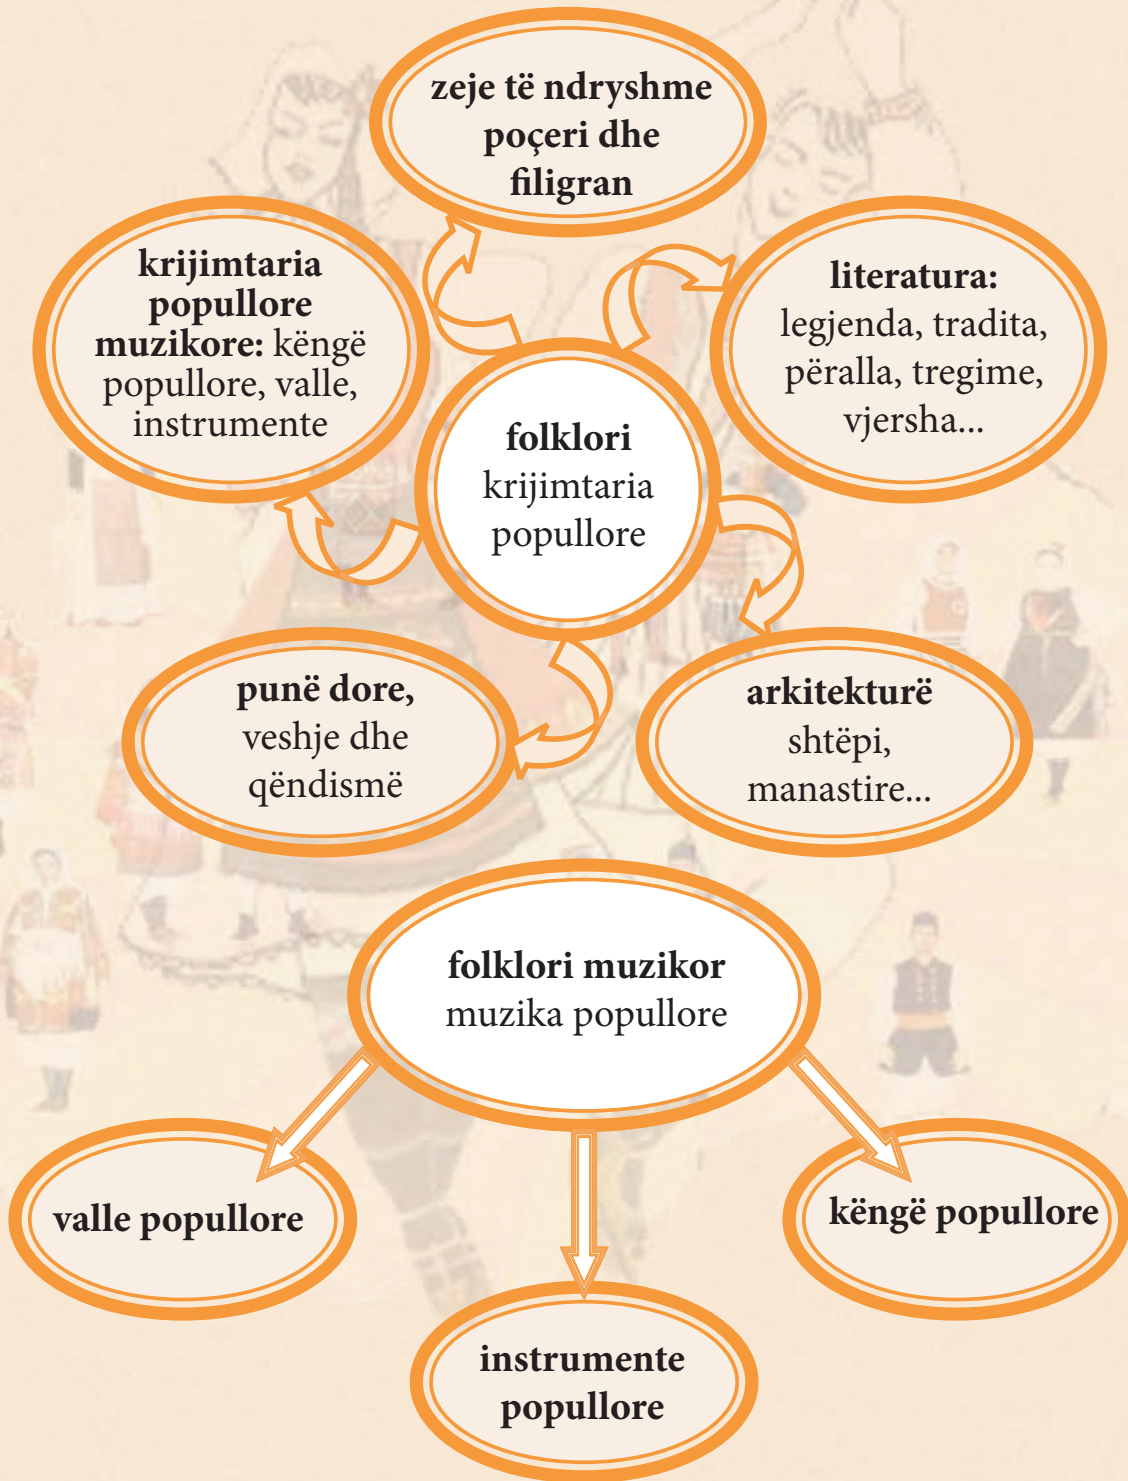 zeje të ndryshme
poçeri dhe
filigran
krijimtaria
popullore
muzikore: këngë
popullore, valle,
instrumente
literatura:
legjenda, tradita,
përalla, tregime,
vjersha...
folklori
krijimtaria
popullore
punë dore,
veshje dhe
qëndismë
arkitekturë
shtëpi,
manastire...
folklori muzikor
muzika popullore
valle popullore
këngë popullore
instrumente
popullore